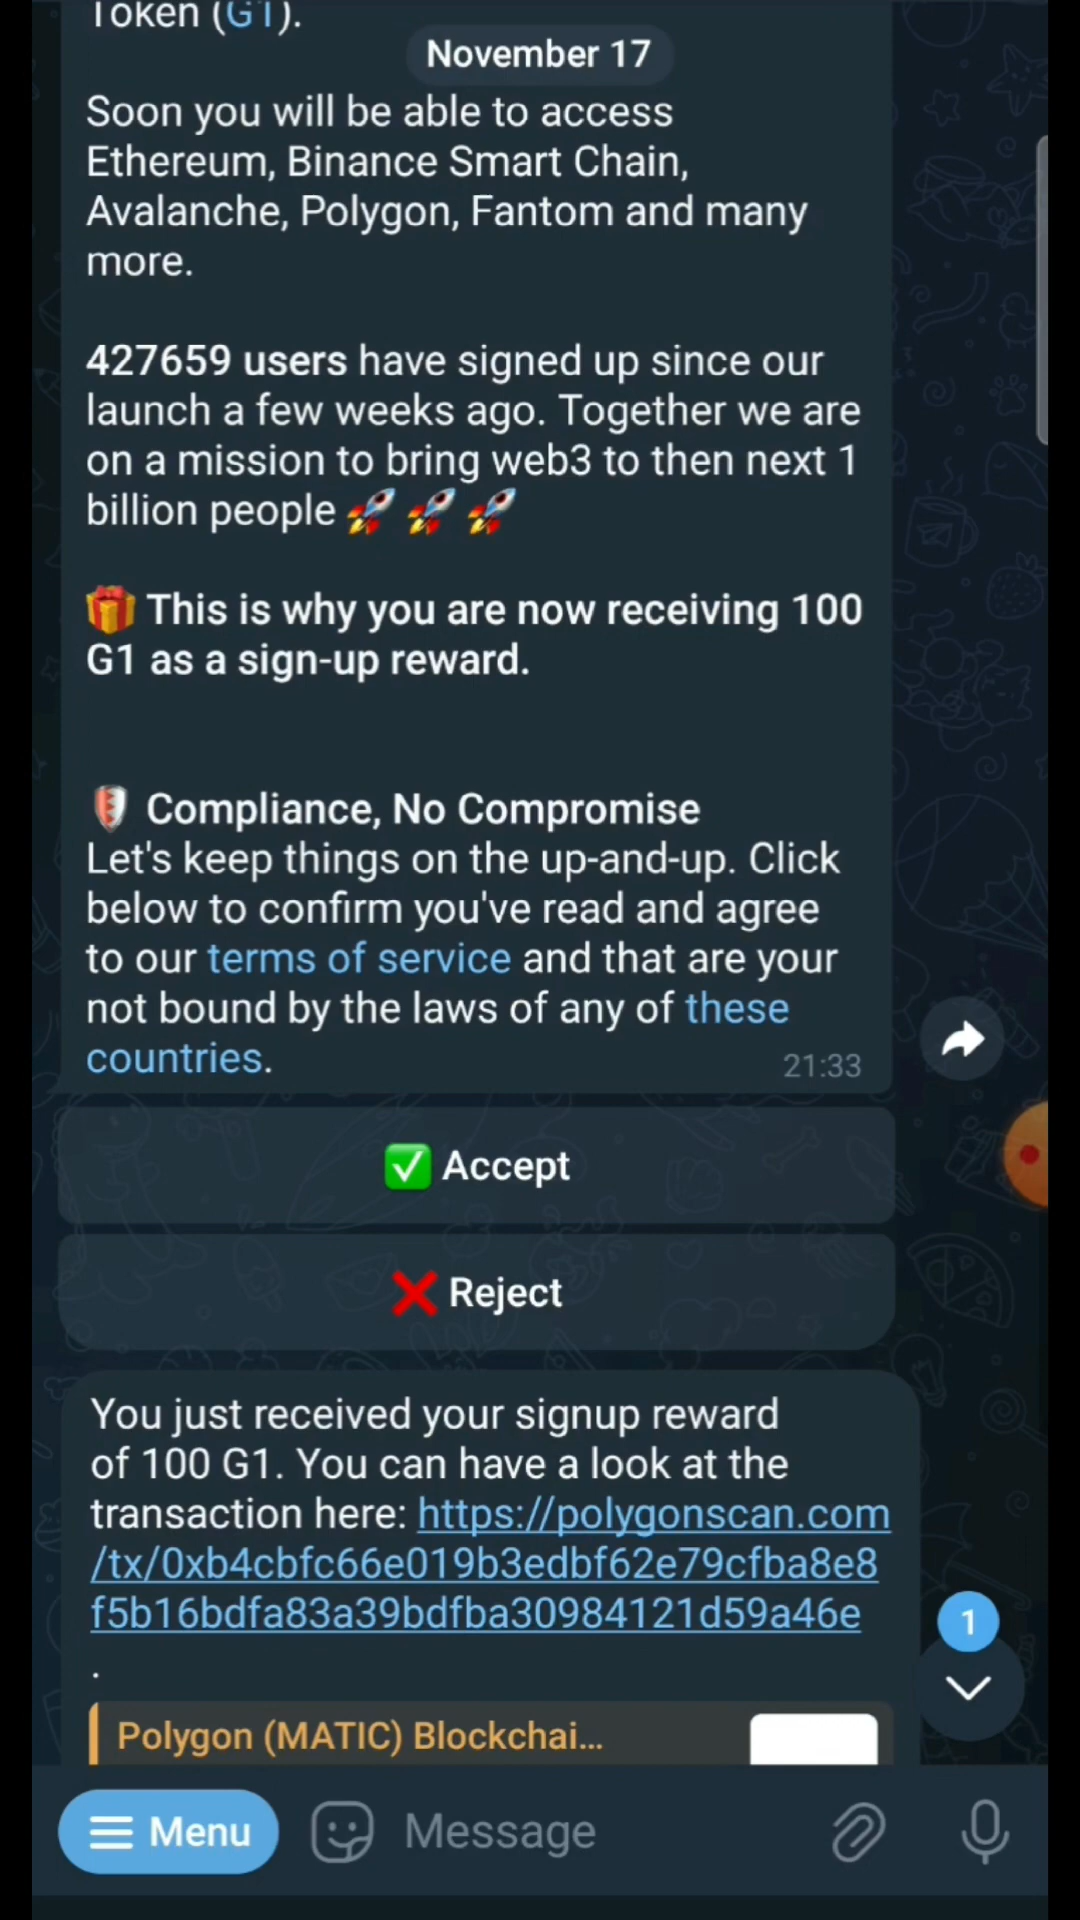 Token (G1).
November 17
Soon you will be able to access
Ethereum, Binance Smart Chain,
Avalanche, Polygon, Fantom and many
more.
427659 users have signed up since our
launch a few weeks ago. Together we are
on a mission to bring web3 to then next 1
billion people 🚀 🚀 🚀
🎁 This is why you are now receiving 100
G1 as a sign-up reward.
Compliance, No Compromise
Let's keep things on the up-and-up. Click
below to confirm you've read and agree
to our terms of service and that are your
not bound by the laws of any of these
countries.
21:33
✅ Accept
❌ Reject
You just received your signup reward
of 100 G1. You can have a look at the
transaction here: https://polygonscan.com
/tx/0xb4cbfc66e019b3edbf62e79cfba8e8
f5b16bdfa83a39bdfba30984121d59a46e
.
1
Polygon (MATIC) Blockchai...
Menu
Message